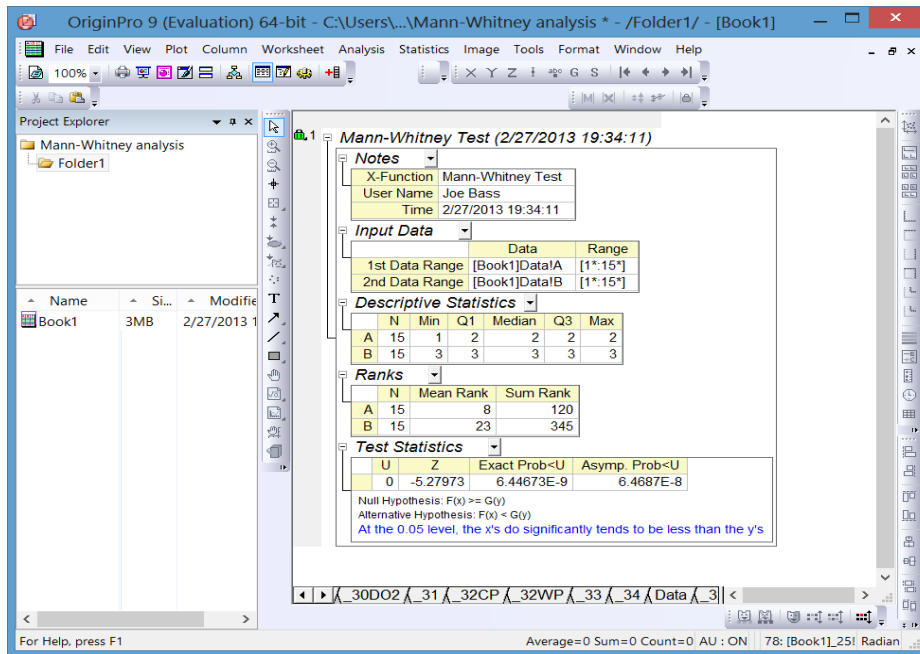 OriginPro 9 (Evaluation) 64-bit - C:\Users\...\Mann-Whitney analysis * - /Folder1/ - [Book1]
File Edit View Plot Column Worksheet Analysis Statistics Image Tools Format Window Help
100%
X Y Z
G S
Project Explorer
Mann-Whitney analysis
Folder1
Name Si... Modifie
Book1 3MB 2/27/2013 1
T
1
Mann-Whitney Test (2/27/2013 19:34:11)
Notes
X-Function Mann-Whitney Test
User Name Joe Bass
Time 2/27/2013 19:34:11
Input Data
Data Range
1st Data Range [Book1]Data!A [1*:15*]
2nd Data Range [Book1]Data!B [1*:15*]
Descriptive Statistics
N Min Q1 Median Q3 Max
A 15 1 2 2 2 2
B 15 3 3 3 3 3
Ranks
N Mean Rank Sum Rank
A 15 8 120
B 15 23 345
Test Statistics
U Z Exact Prob<U Asymp. Prob<U
0 -5.27973 6.44673E-9 6.4687E-8
Null Hypothesis: F(x) >= G(y)
Alternative Hypothesis: F(x) < G(y)
At the 0.05 level, the x's do significantly tends to be less than the y's
_30DO2 _31 _32CP _32WP _33 _34 Data _3
For Help, press F1
Average=0 Sum=0 Count=0 AU : ON 78: [Book1]_25! Radian